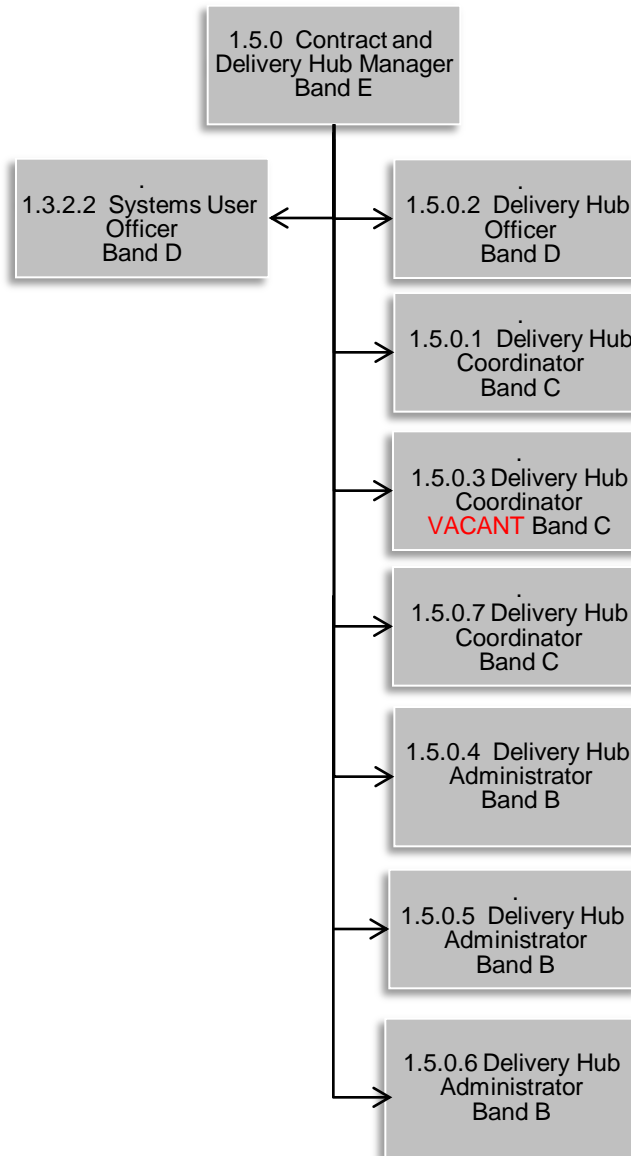 1.5.0 Contract and
Delivery Hub Manager
Band E
.
1.3.2.2 Systems User
Officer
Band D
.
1.5.0.2 Delivery Hub
Officer
Band D
.
1.5.0.1 Delivery Hub
Coordinator
Band C
.
1.5.0.3 Delivery Hub
Coordinator
VACANT Band C
.
1.5.0.7 Delivery Hub
Coordinator
Band C
1.5.0.4 Delivery Hub
Administrator
Band B
.
1.5.0.5 Delivery Hub
Administrator
Band B
1.5.0.6 Delivery Hub
Administrator
Band B